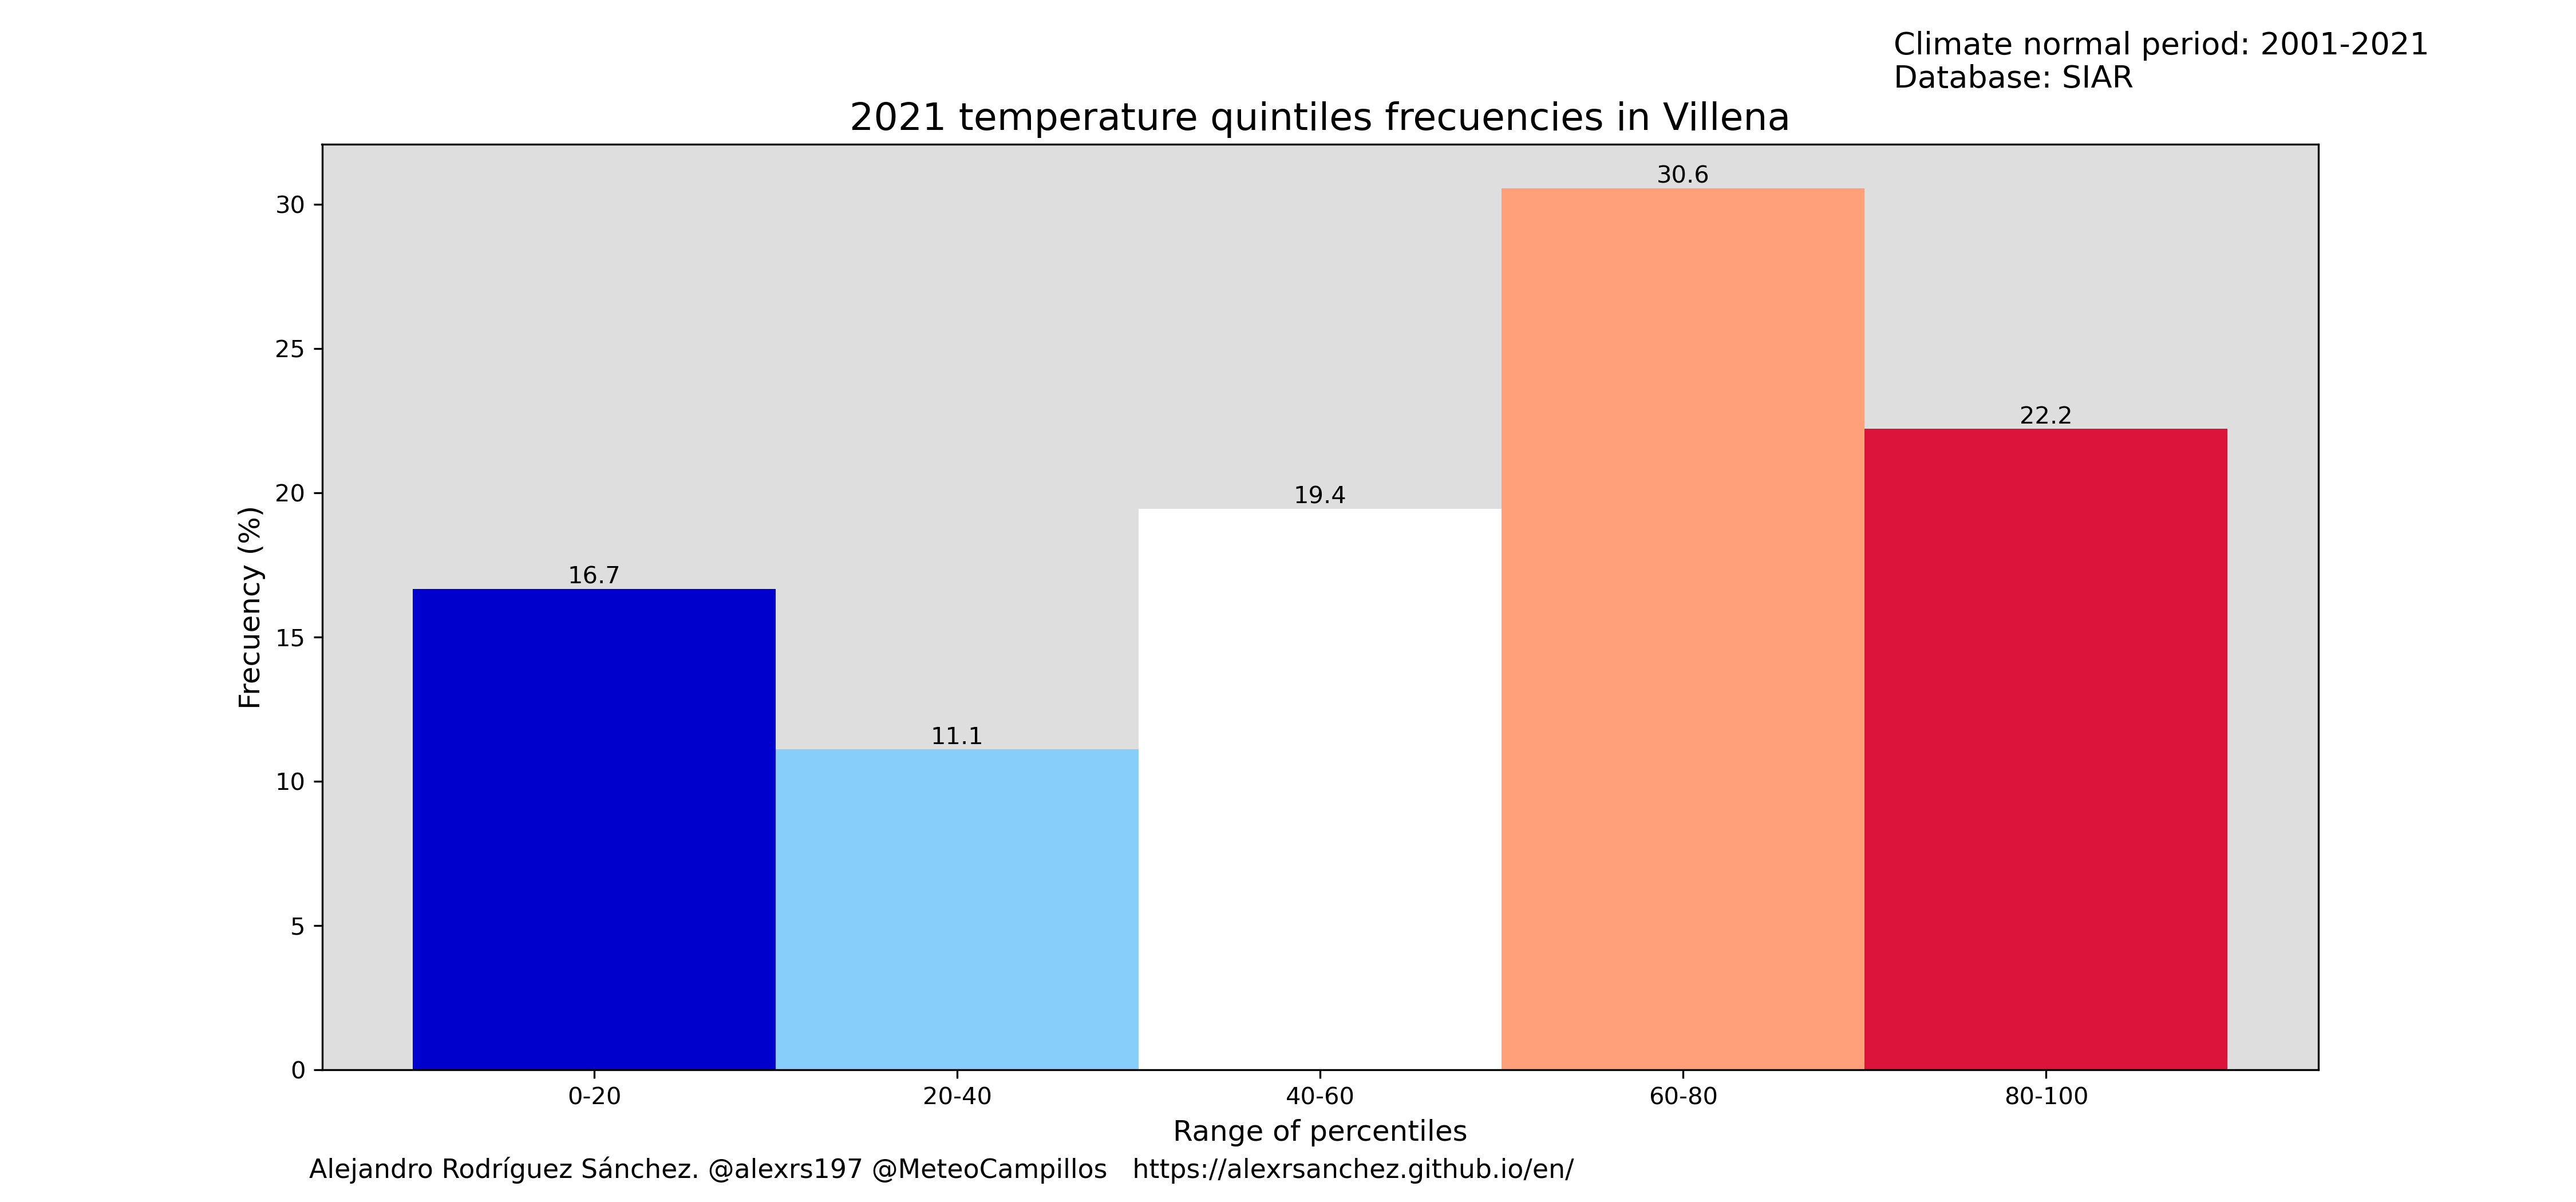 Climate normal period: 2001-2021
Database: SIAR
2021 temperature quintiles frecuencies in Villena
30
25
20
15
10
5
0
Frecuency (%)
16.7
11.1
19.4
30.6
22.2
0-20
20-40
40-60
60-80
80-100
Range of percentiles
Alejandro Rodríguez Sánchez. @alexrs197 @MeteoCampillos https://alexrsanchez.github.io/en/